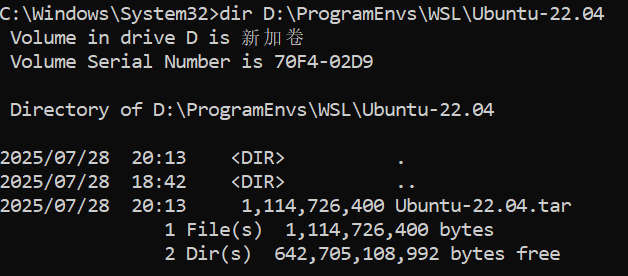 C:\Windows\System32>dir D:\ProgramEnvs\WSL\Ubuntu-22.04
 Volume in drive D is 新加卷
 Volume Serial Number is 70F4-02D9

 Directory of D:\ProgramEnvs\WSL\Ubuntu-22.04

2025/07/28  20:13    <DIR>          .
2025/07/28  18:42    <DIR>          ..
2025/07/28  20:13     1,114,726,400 Ubuntu-22.04.tar
               1 File(s)  1,114,726,400 bytes
               2 Dir(s)  642,705,108,992 bytes free